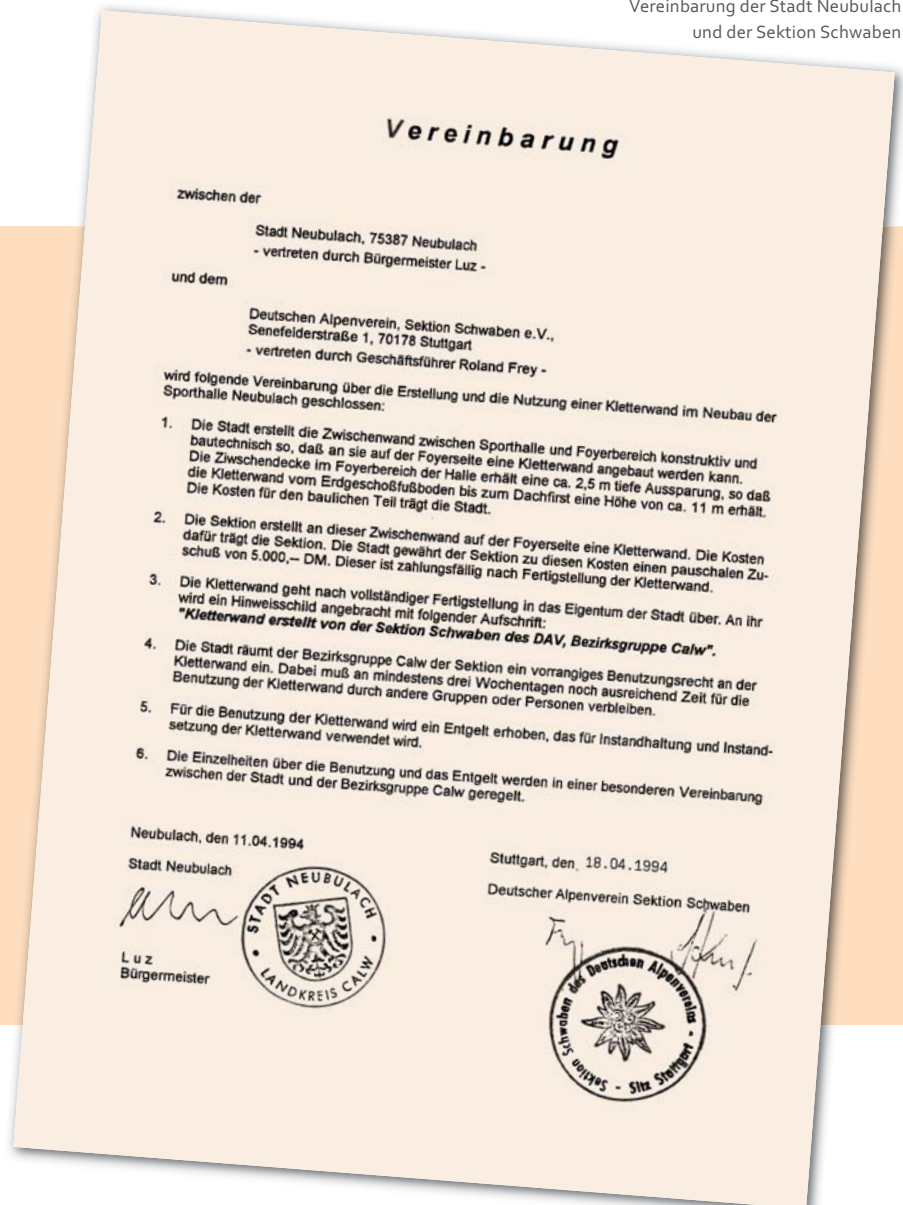 Vereinbarung der Stadt Neubulach
und der Sektion Schwaben
Vereinbarung
zwischen der
Stadt Neubulach, 75387 Neubulach
- vertreten durch Bürgermeister Luz -
und dem
Deutschen Alpenverein, Sektion Schwaben e.V.,
Senefelderstraße 1, 70178 Stuttgart
- vertreten durch Geschäftsführer Roland Frey -
wird folgende Vereinbarung über die Erstellung und die Nutzung einer Kletterwand im Neubau der
Sporthalle Neubulach geschlossen:
1. Die Stadt erstellt die Zwischenwand zwischen Sporthalle und Foyerbereich konstruktiv und
bautechnisch so, daß an sie auf der Foyerseite eine Kletterwand angebaut werden kann.
Die Ziwschendecke im Foyerbereich der Halle erhält eine ca. 2,5 m tiefe Aussparung, so daß
die Kletterwand vom Erdgeschoßfußboden bis zum Dachfirst eine Höhe von ca. 11 m erhält.
Die Kosten für den baulichen Teil trägt die Stadt.
2. Die Sektion erstellt an dieser Zwischenwand auf der Foyerseite eine Kletterwand. Die Kosten
dafür trägt die Sektion. Die Stadt gewährt der Sektion zu diesen Kosten einen pauschalen Zu-
schuß von 5.000,-- DM. Dieser ist zahlungsfällig nach Fertigstellung der Kletterwand.
3. Die Kletterwand geht nach vollständiger Fertigstellung in das Eigentum der Stadt über. An ihr
wird ein Hinweisschild angebracht mit folgender Aufschrift:
"Kletterwand erstellt von der Sektion Schwaben des DAV, Bezirksgruppe Calw".
4. Die Stadt räumt der Bezirksgruppe Calw der Sektion ein vorrangiges Benutzungsrecht an der
Kletterwand ein. Dabei muß an mindestens drei Wochentagen noch ausreichend Zeit für die
Benutzung der Kletterwand durch andere Gruppen oder Personen verbleiben.
5. Für die Benutzung der Kletterwand wird ein Entgelt erhoben, das für Instandhaltung und Instand-
setzung der Kletterwand verwendet wird.
6. Die Einzelheiten über die Benutzung und das Entgelt werden in einer besonderen Vereinbarung
zwischen der Stadt und der Bezirksgruppe Calw geregelt.
Neubulach, den 11.04.1994
Stadt Neubulach
STADT NEUBULACH
LANDKREIS CALW
Luz
Bürgermeister
Stuttgart, den 18.04.1994
Deutscher Alpenverein Sektion Schwaben
Sektion Schwaben des Deutschen Alpenvereins - Sitz Stuttgart -